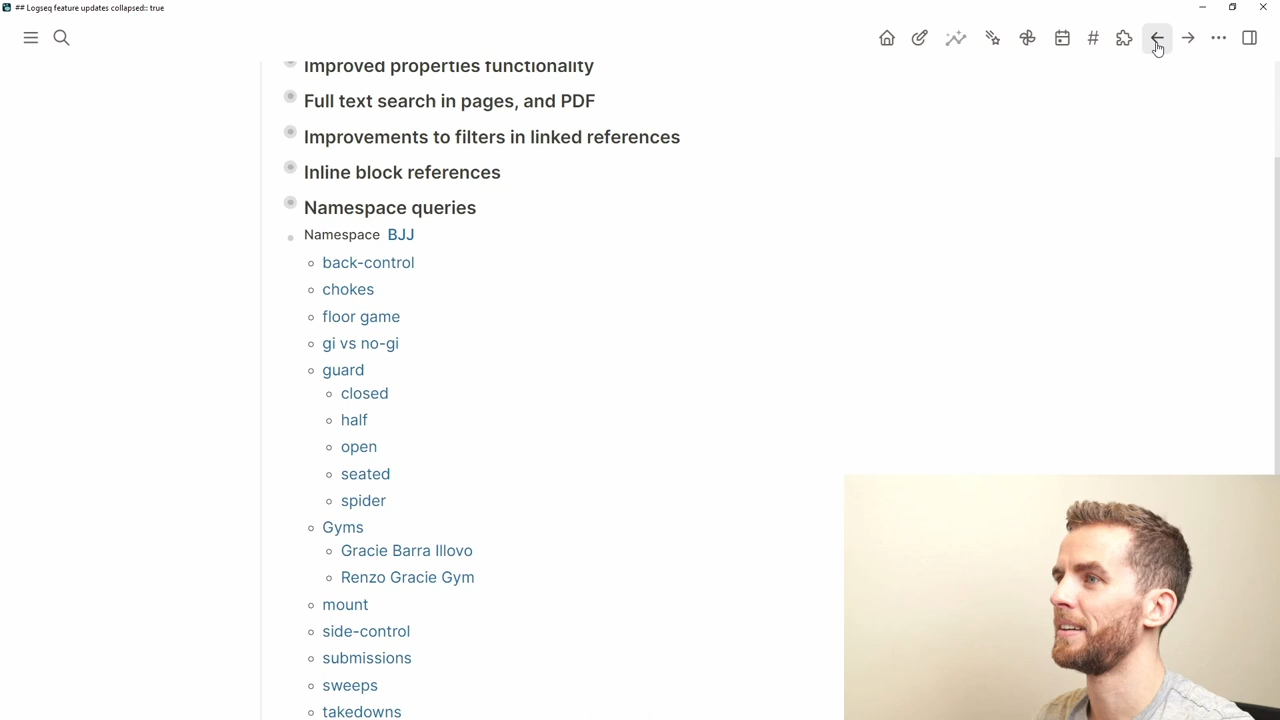 ## Logseq feature updates collapsed:: true
Improved properties functionality
Full text search in pages, and PDF
Improvements to filters in linked references
Inline block references
Namespace queries
Namespace BJJ
back-control
chokes
floor game
gi vs no-gi
guard
closed
half
open
seated
spider
Gyms
Gracie Barra Illovo
Renzo Gracie Gym
mount
side-control
submissions
sweeps
takedowns